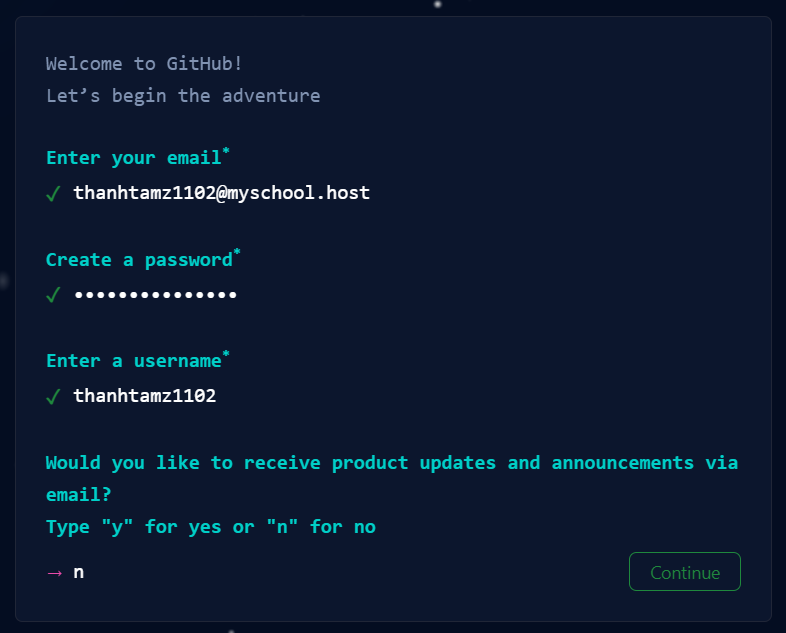 Welcome to GitHub!
Let’s begin the adventure
Enter your email*
✓ thanhtamz1102@myschool.host
Create a password*
✓ •••••••••••••••
Enter a username*
✓ thanhtamz1102
Would you like to receive product updates and announcements via
email?
Type "y" for yes or "n" for no
→ n
Continue